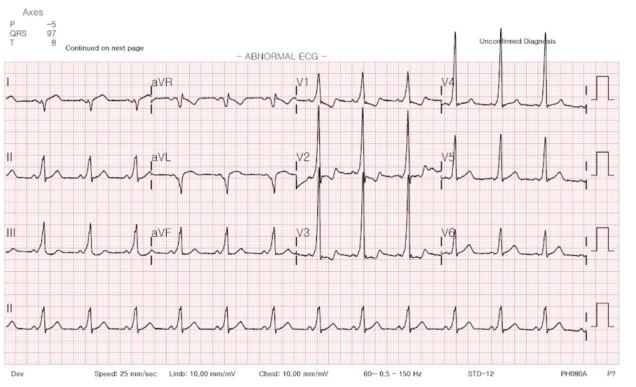 Axes
P -5
QRS 97
T 8
Continued on next page
Unconfirmed Diagnosis
- ABNORMAL ECG -
I aVR V1 V4
II aVL V2 V5
III aVF V3 V6
II
Dev Speed: 25 mm/sec Limb: 10,00 mm/mV Chest: 10,00 mm/mV 60~ 0,5 - 150 Hz STD-12 PH080A P?